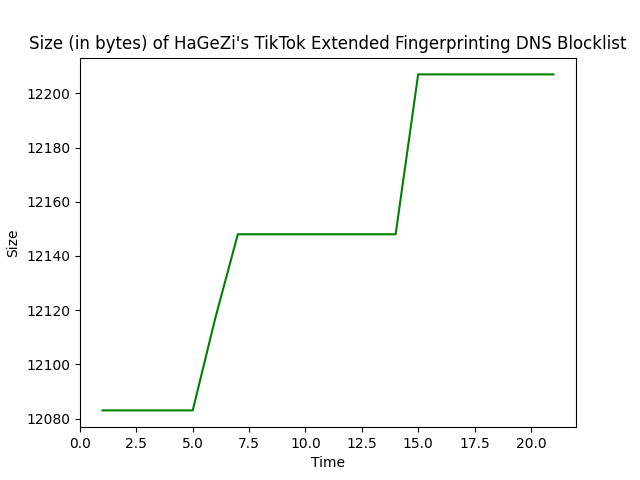 Size (in bytes) of HaGeZi's TikTok Extended Fingerprinting DNS Blocklist
12200
12180
12160
12140
12120
12100
12080
Size
0.0 2.5 5.0 7.5 10.0 12.5 15.0 17.5 20.0
Time